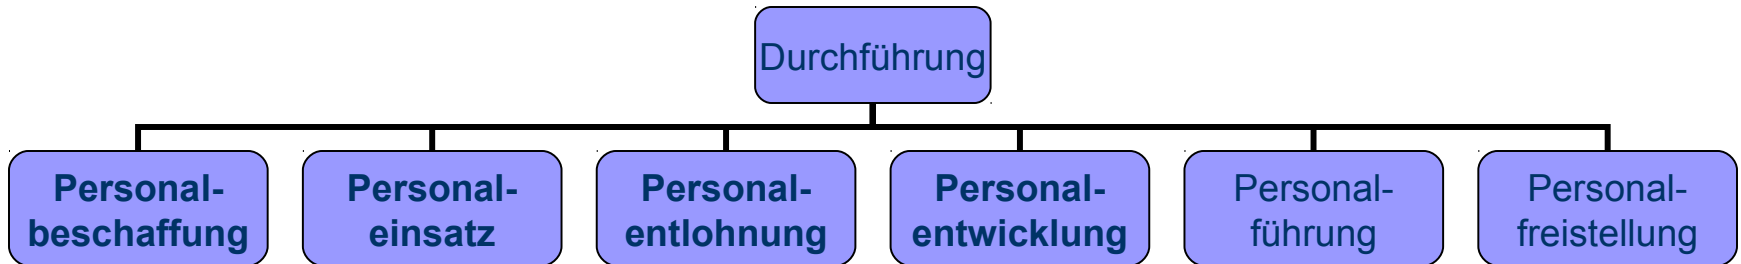 Durchführung
Personal-
beschaffung
Personal-
einsatz
Personal-
entlohnung
Personal-
entwicklung
Personal-
führung
Personal-
freistellung